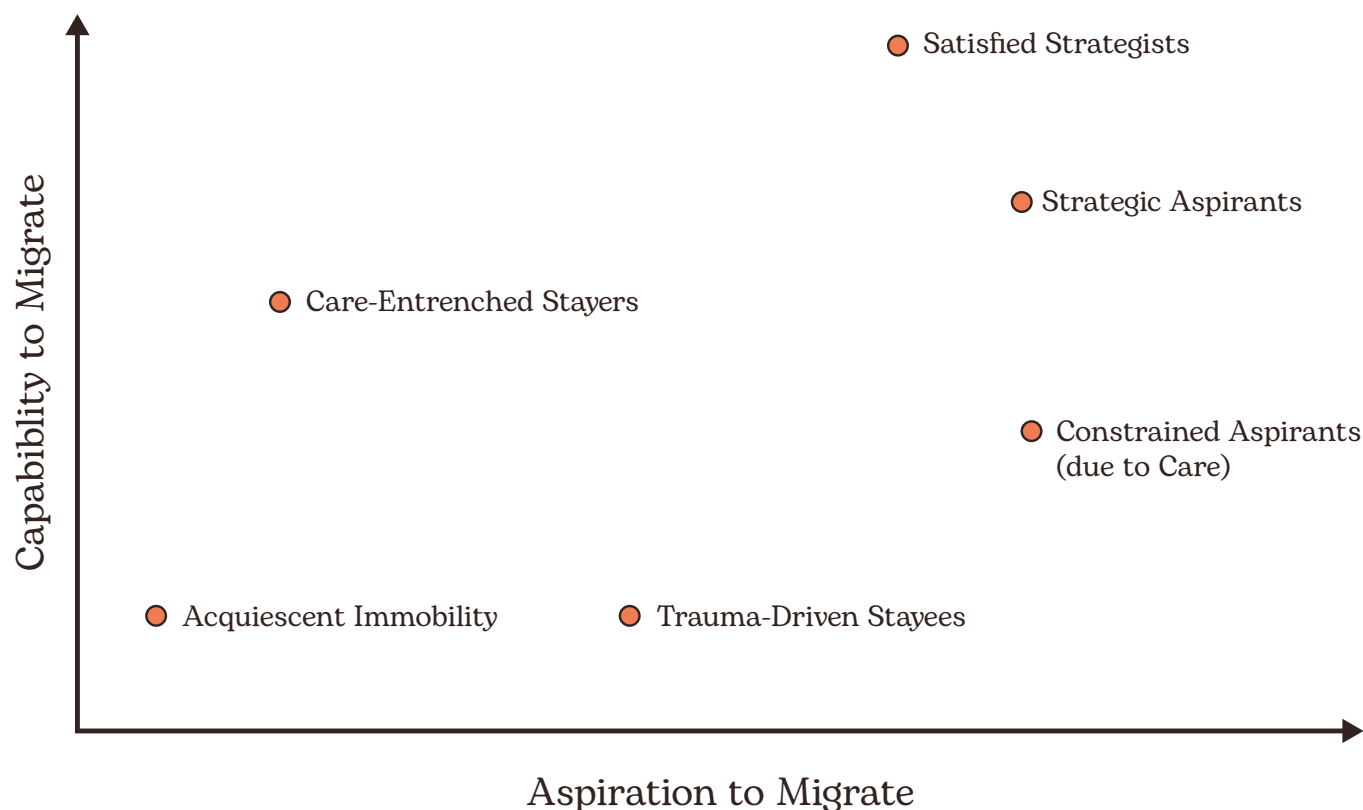 Satisfied Strategists
Strategic Aspirants
Care-Entrenched Stayers
Constrained Aspirants
(due to Care)
Acquiescent Immobility
Trauma-Driven Stayees
Capabiblity to Migrate
Aspiration to Migrate